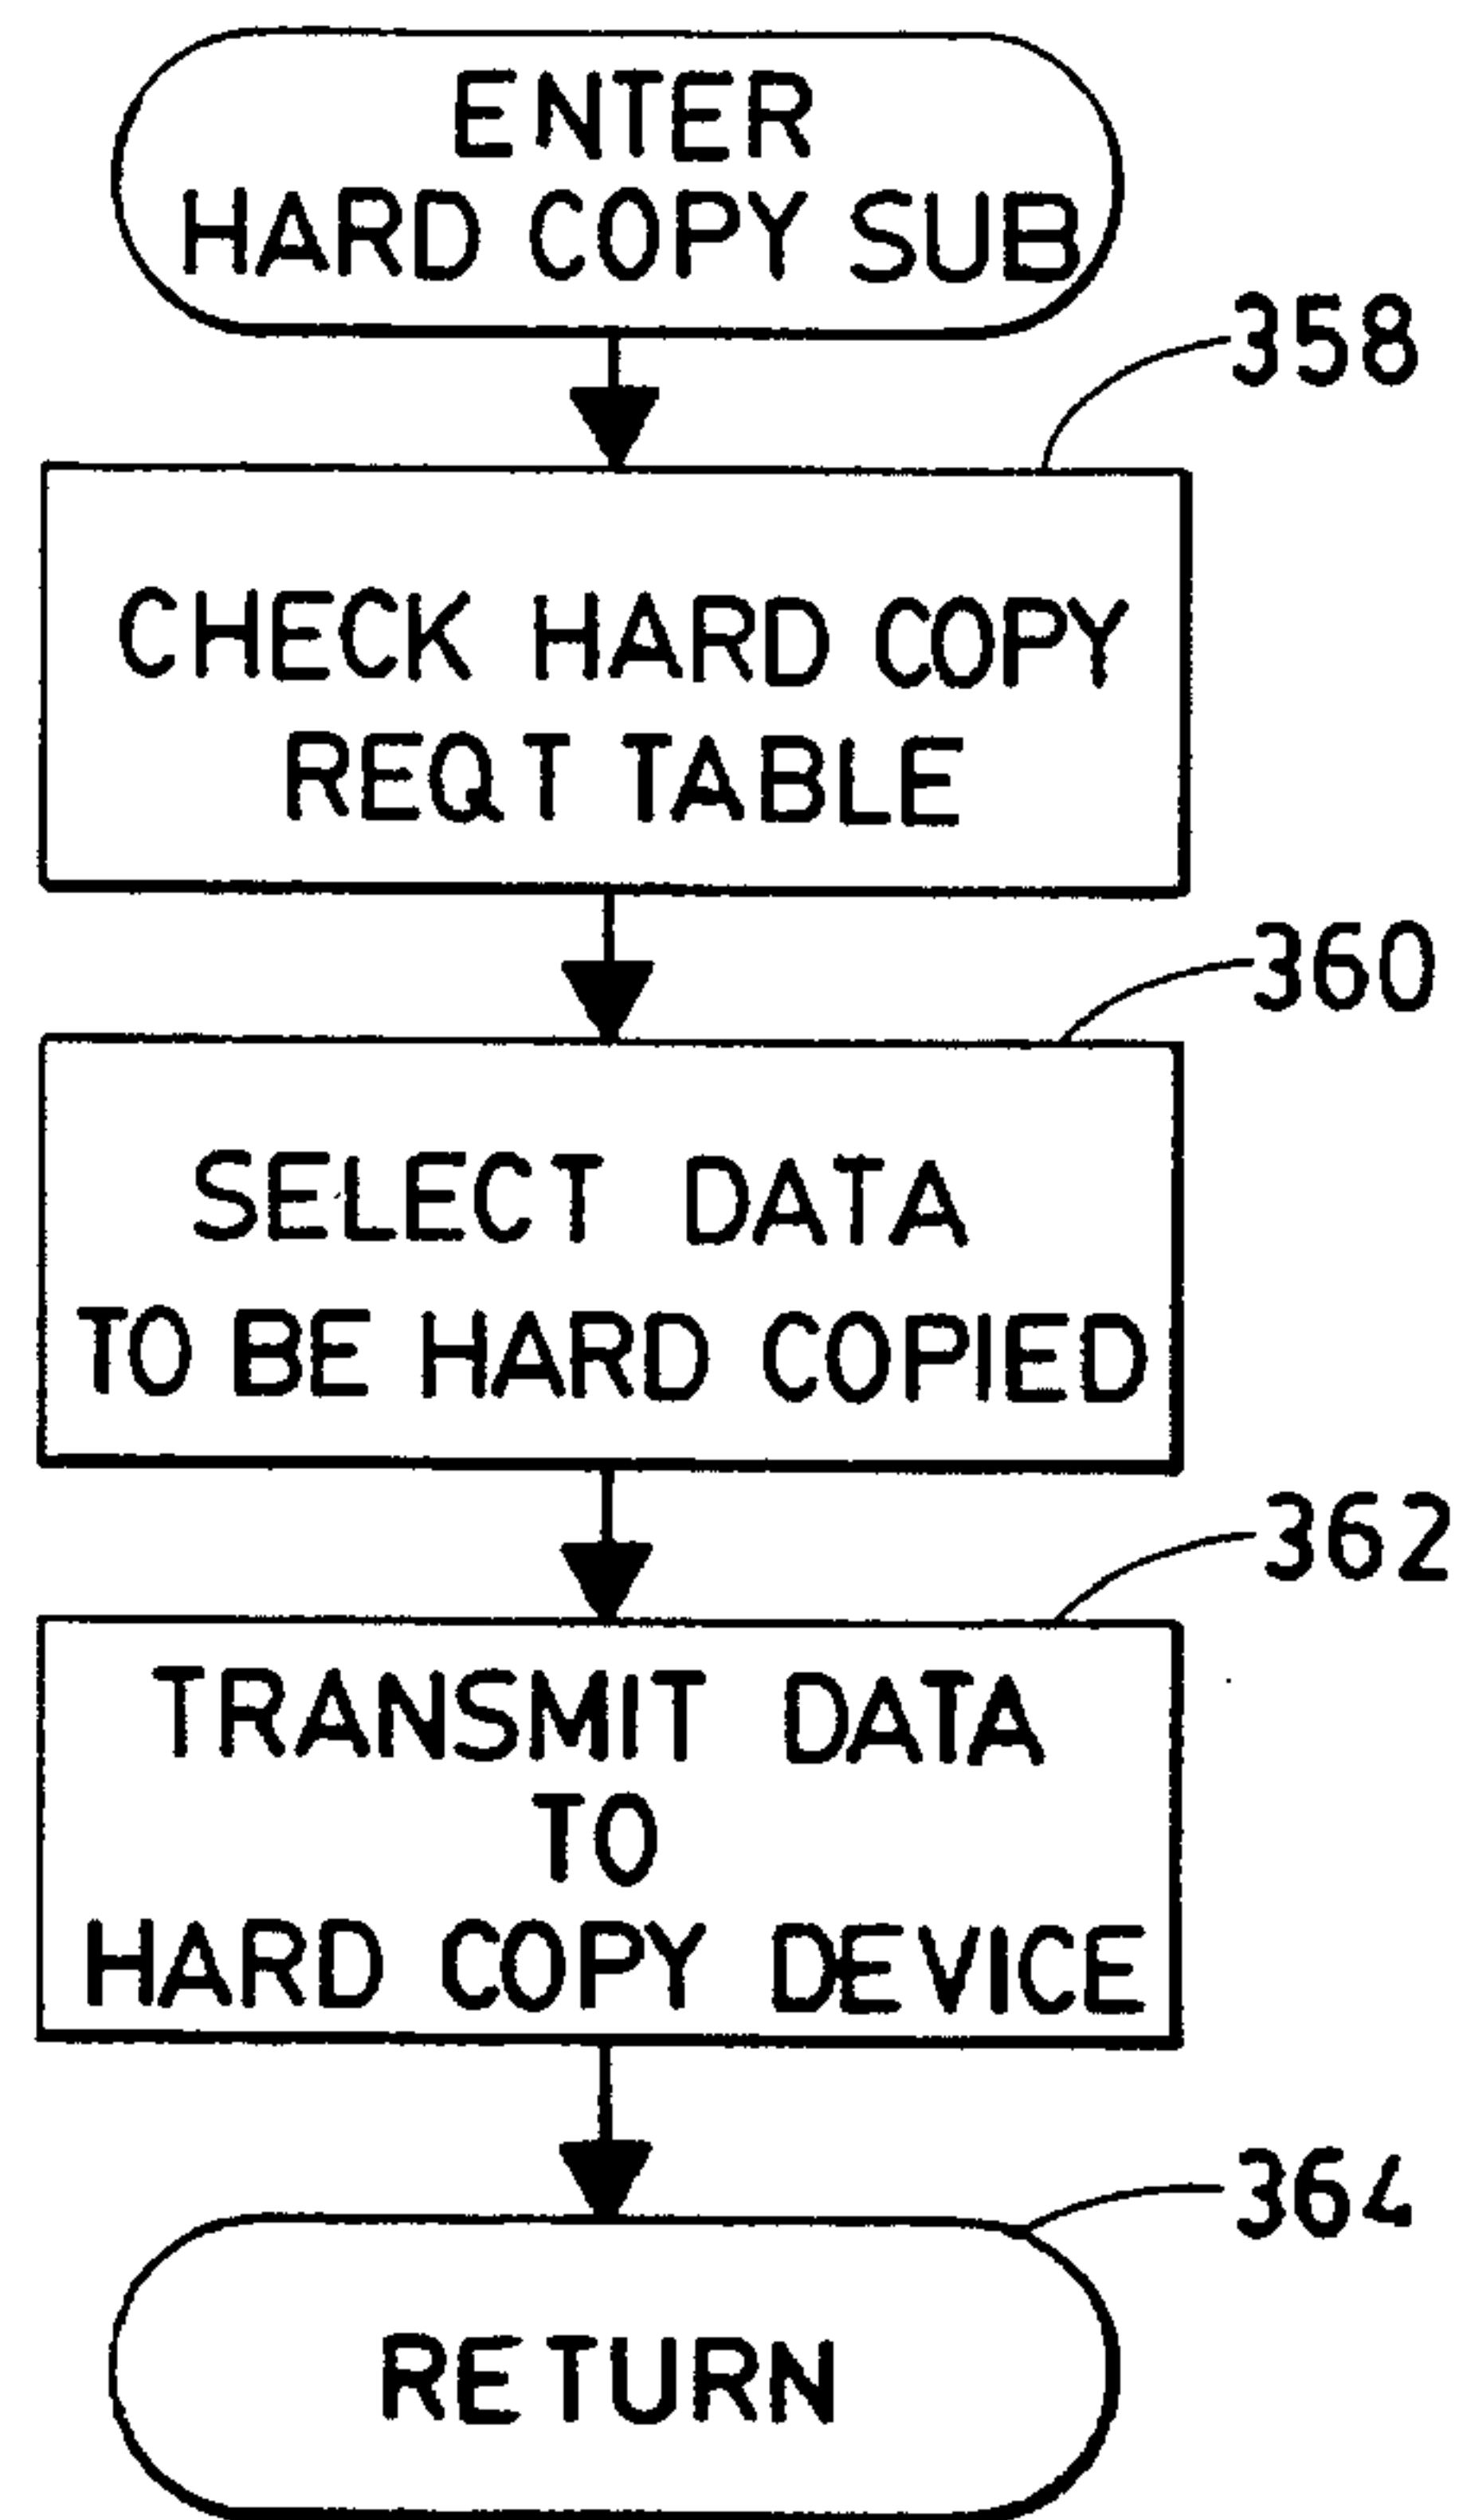 ENTER
HARD COPY SUB
358
CHECK HARD COPY
REQT TABLE
360
SELECT DATA
TO BE HARD COPIED
362
TRANSMIT DATA
TO
HARD COPY DEVICE
364
RETURN